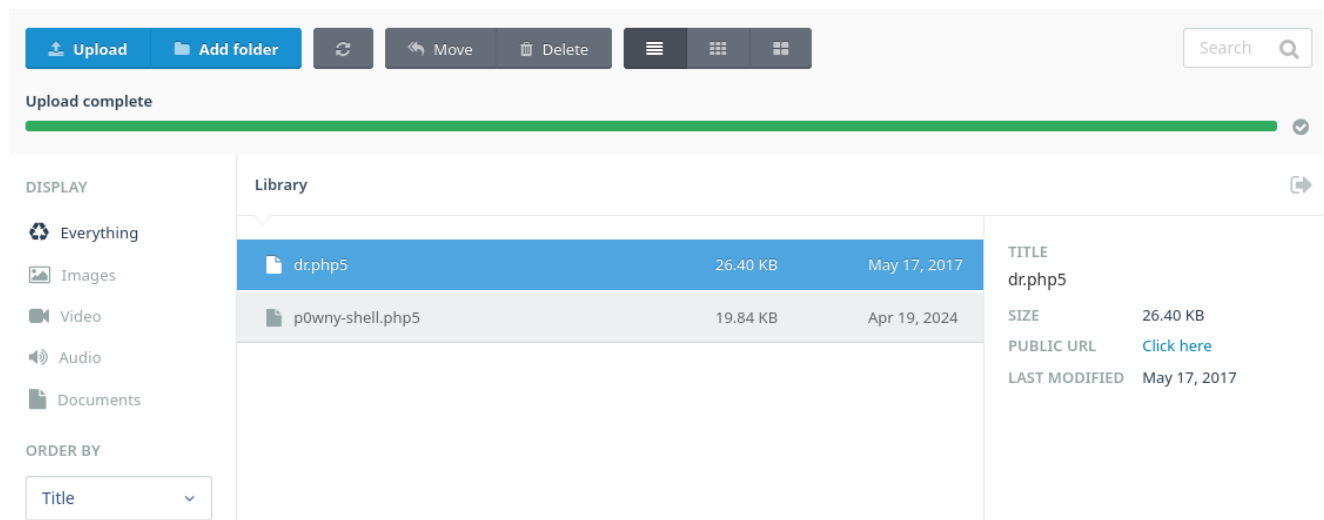 Upload Add folder Move Delete Search
Upload complete
DISPLAY
Everything
Images
Video
Audio
Documents
ORDER BY
Title
Library
dr.php5 26.40 KB May 17, 2017
p0wny-shell.php5 19.84 KB Apr 19, 2024
TITLE
dr.php5
SIZE 26.40 KB
PUBLIC URL Click here
LAST MODIFIED May 17, 2017